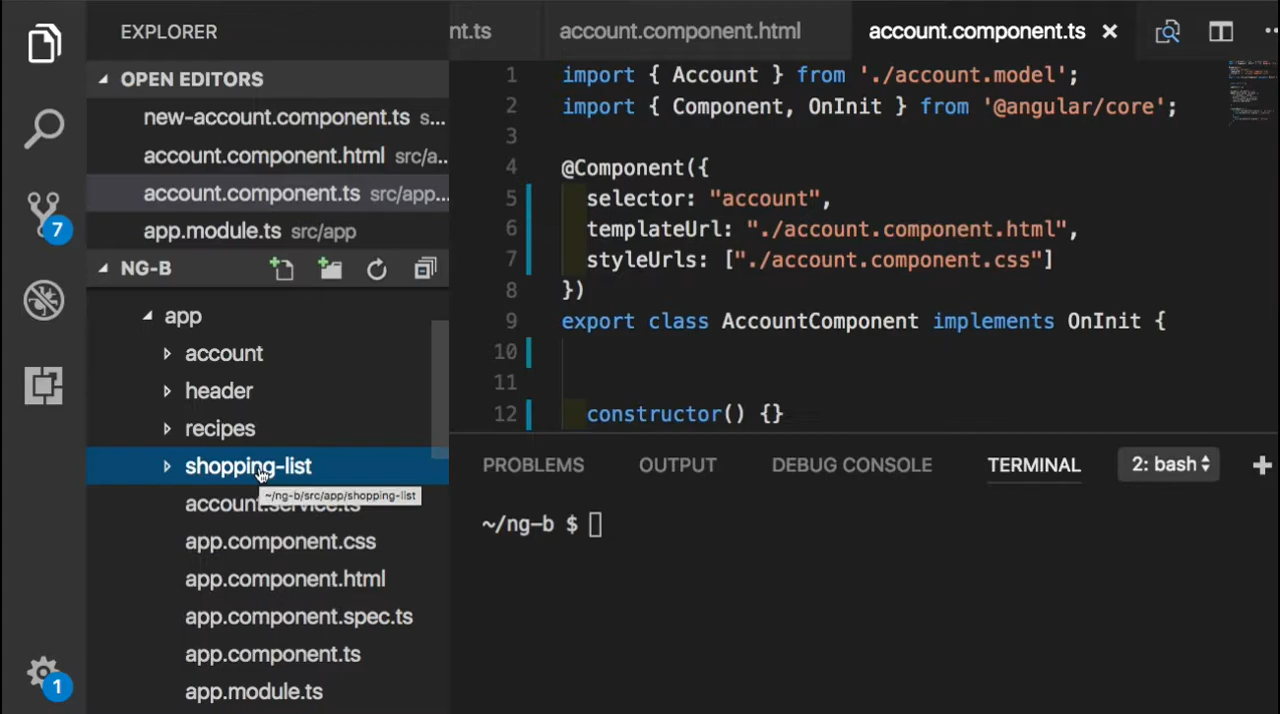 EXPLORER
OPEN EDITORS
new-account.component.ts s...
account.component.html src/a..
account.component.ts src/app...
app.module.ts src/app
7
NG-B
app
account
header
recipes
shopping-list
~/ng-b/src/app/shopping-list
account.service.ts
app.component.css
app.component.html
app.component.spec.ts
app.component.ts
app.module.ts
1
nt.ts account.component.html account.component.ts
1 import { Account } from './account.model';
2 import { Component, OnInit } from '@angular/core';
3
4 @Component({
5 selector: "account",
6 templateUrl: "./account.component.html",
7 styleUrls: ["./account.component.css"]
8 })
9 export class AccountComponent implements OnInit {
10
11
12 constructor() {}
PROBLEMS OUTPUT DEBUG CONSOLE TERMINAL 2: bash
~/ng-b $